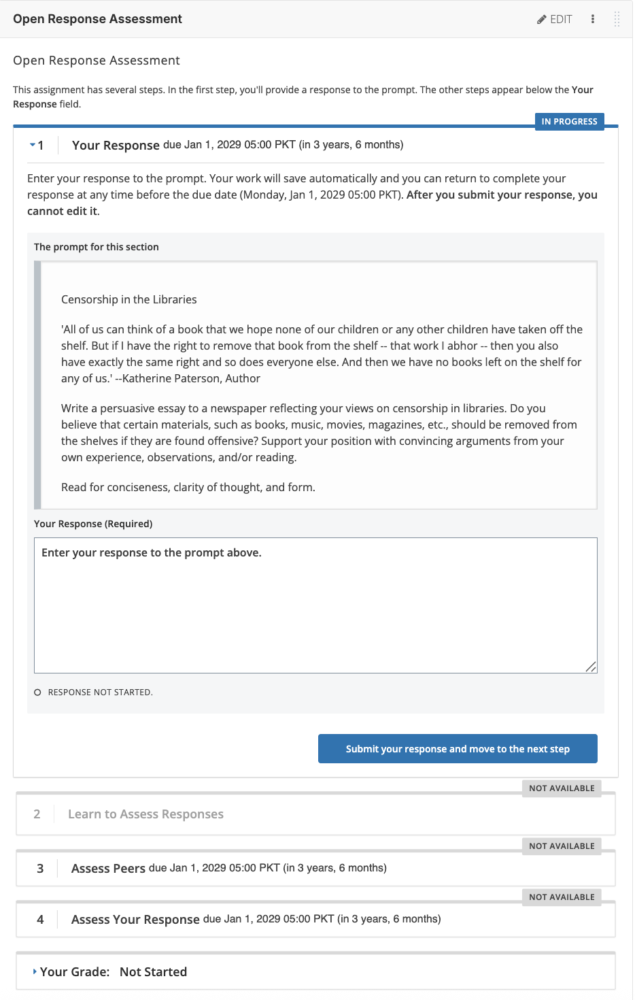 Open Response Assessment
EDIT
Open Response Assessment
This assignment has several steps. In the first step, you'll provide a response to the prompt. The other steps appear below the Your
Response field.
IN PROGRESS
1 Your Response due Jan 1, 2029 05:00 PKT (in 3 years, 6 months)
Enter your response to the prompt. Your work will save automatically and you can return to complete your
response at any time before the due date (Monday, Jan 1, 2029 05:00 PKT). After you submit your response, you
cannot edit it.
The prompt for this section
Censorship in the Libraries
'All of us can think of a book that we hope none of our children or any other children have taken off the
shelf. But if I have the right to remove that book from the shelf -- that work I abhor -- then you also
have exactly the same right and so does everyone else. And then we have no books left on the shelf for
any of us.' --Katherine Paterson, Author
Write a persuasive essay to a newspaper reflecting your views on censorship in libraries. Do you
believe that certain materials, such as books, music, movies, magazines, etc., should be removed from
the shelves if they are found offensive? Support your position with convincing arguments from your
own experience, observations, and/or reading.
Read for conciseness, clarity of thought, and form.
Your Response (Required)
Enter your response to the prompt above.
RESPONSE NOT STARTED.
Submit your response and move to the next step
NOT AVAILABLE
2 Learn to Assess Responses
NOT AVAILABLE
3 Assess Peers due Jan 1, 2029 05:00 PKT (in 3 years, 6 months)
NOT AVAILABLE
4 Assess Your Response due Jan 1, 2029 05:00 PKT (in 3 years, 6 months)
Your Grade: Not Started